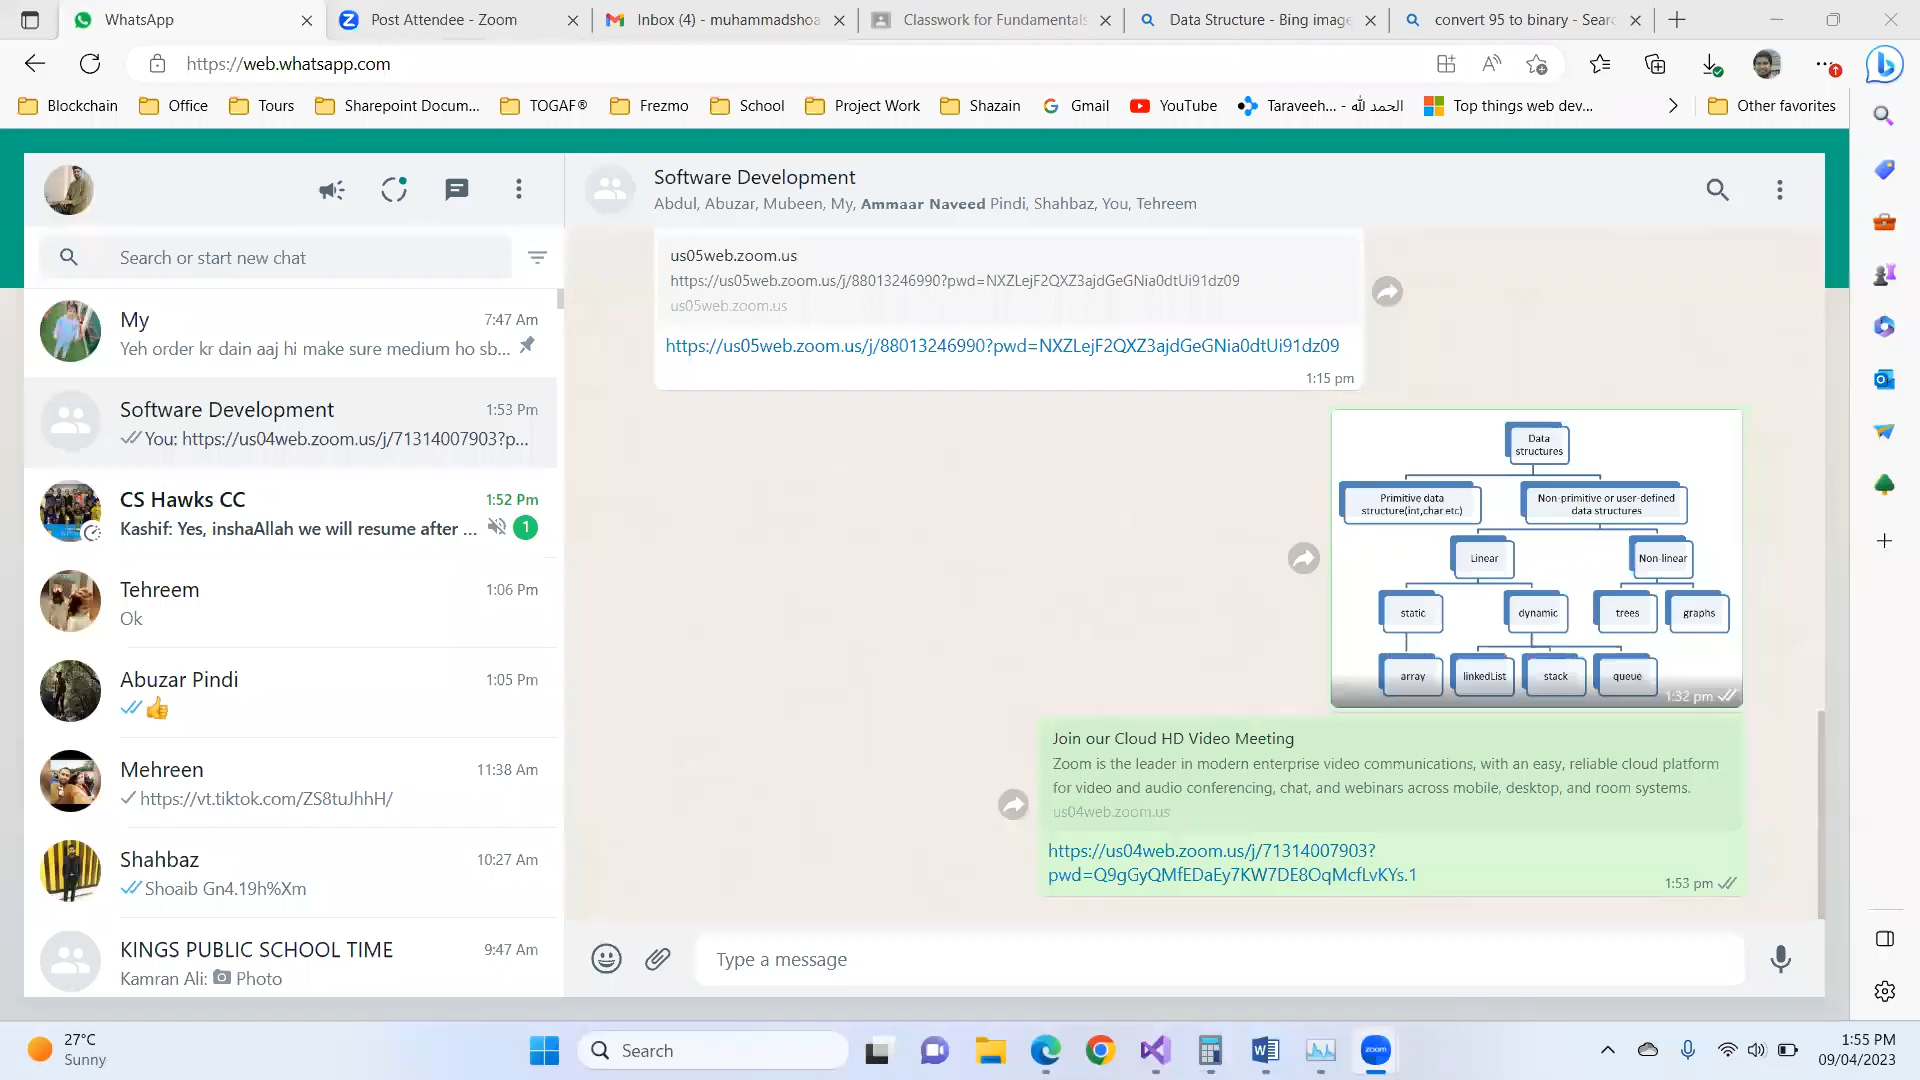 WhatsApp
Post Attendee - Zoom
Inbox (4) - muhammadshoa
Classwork for Fundamentals
Data Structure - Bing image
convert 95 to binary - Sear
https://web.whatsapp.com
Blockchain
Office
Tours
Sharepoint Docum...
TOGAF®
Frezmo
School
Project Work
Shazain
Gmail
YouTube
Taraveeh... - الحمد لله
Top things web dev...
Other favorites
Search or start new chat
My
7:47 Am
Yeh order kr dain aaj hi make sure medium ho sb...
Software Development
1:53 Pm
You: https://us04web.zoom.us/j/71314007903?p...
CS Hawks CC
1:52 Pm
Kashif: Yes, inshaAllah we will resume after ...
1
Tehreem
1:06 Pm
Ok
Abuzar Pindi
1:05 Pm
Mehreen
11:38 Am
https://vt.tiktok.com/ZS8tuJhhH/
Shahbaz
10:27 Am
Shoaib Gn4.19h%Xm
KINGS PUBLIC SCHOOL TIME
9:47 Am
Kamran Ali: Photo
Software Development
Abdul, Abuzar, Mubeen, My, Ammaar Naveed Pindi, Shahbaz, You, Tehreem
us05web.zoom.us
https://us05web.zoom.us/j/88013246990?pwd=NXZLejF2QXZ3ajdGeGNia0dtUi91dz09
us05web.zoom.us
https://us05web.zoom.us/j/88013246990?pwd=NXZLejF2QXZ3ajdGeGNia0dtUi91dz09
1:15 pm
Data
structures
Primitive data
structure(int,char etc)
Non-primitive or user-defined
data structures
Linear
Non-linear
static
dynamic
trees
graphs
array
linkedList
stack
queue
1:32 pm
Join our Cloud HD Video Meeting
Zoom is the leader in modern enterprise video communications, with an easy, reliable cloud platform
for video and audio conferencing, chat, and webinars across mobile, desktop, and room systems.
us04web.zoom.us
https://us04web.zoom.us/j/71314007903?
pwd=Q9gGyQMfEDaEy7KW7DE8OqMcfLvKYs.1
1:53 pm
Type a message
27°C
Sunny
Search
zoom
1:55 PM
09/04/2023